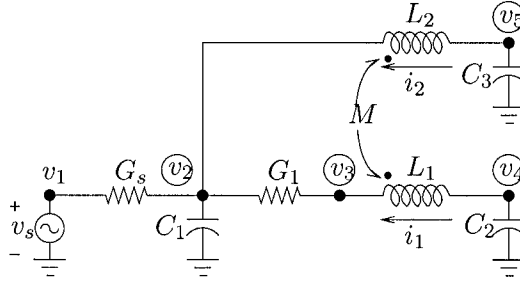 L₂ v₅
i₂ C₃
M
v₁ Gₛ v₂ G₁ v₃ L₁ v₄
+
vₛ C₁ i₁ C₂
−